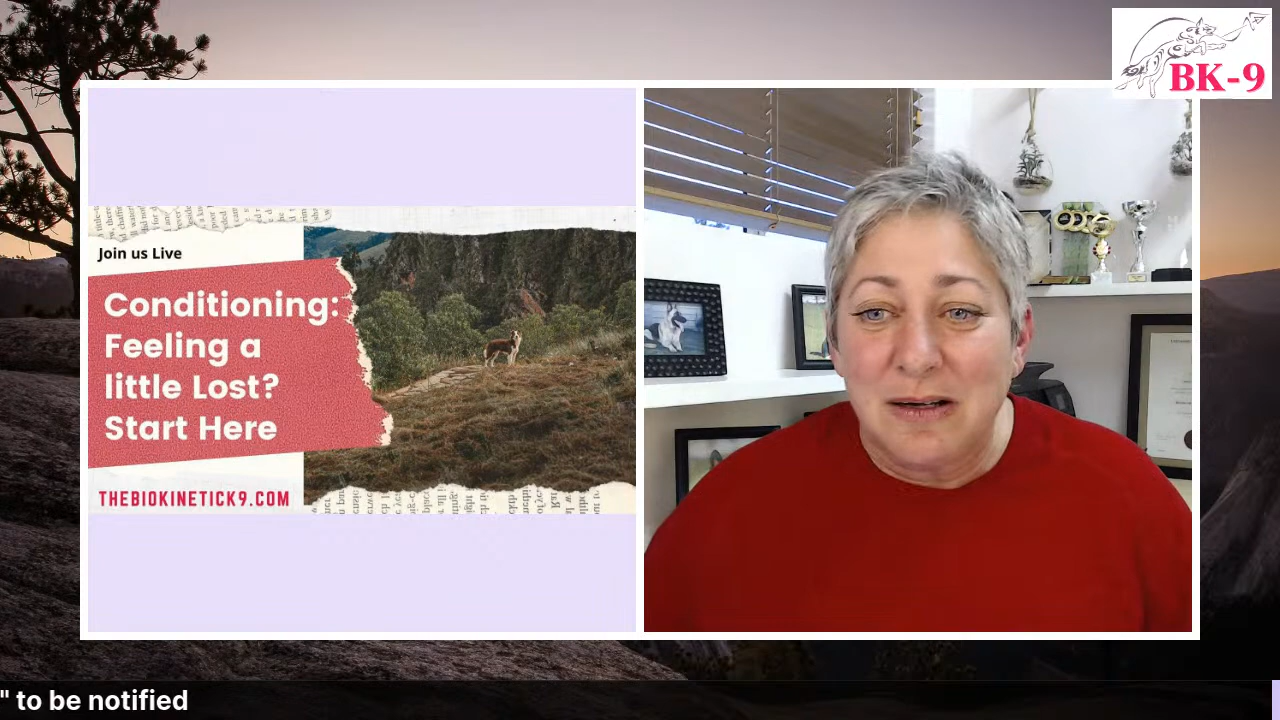 BK-9
Join us Live
Conditioning:
Feeling a
little Lost?
Start Here
THEBIOKINETICK9.COM
" to be notified